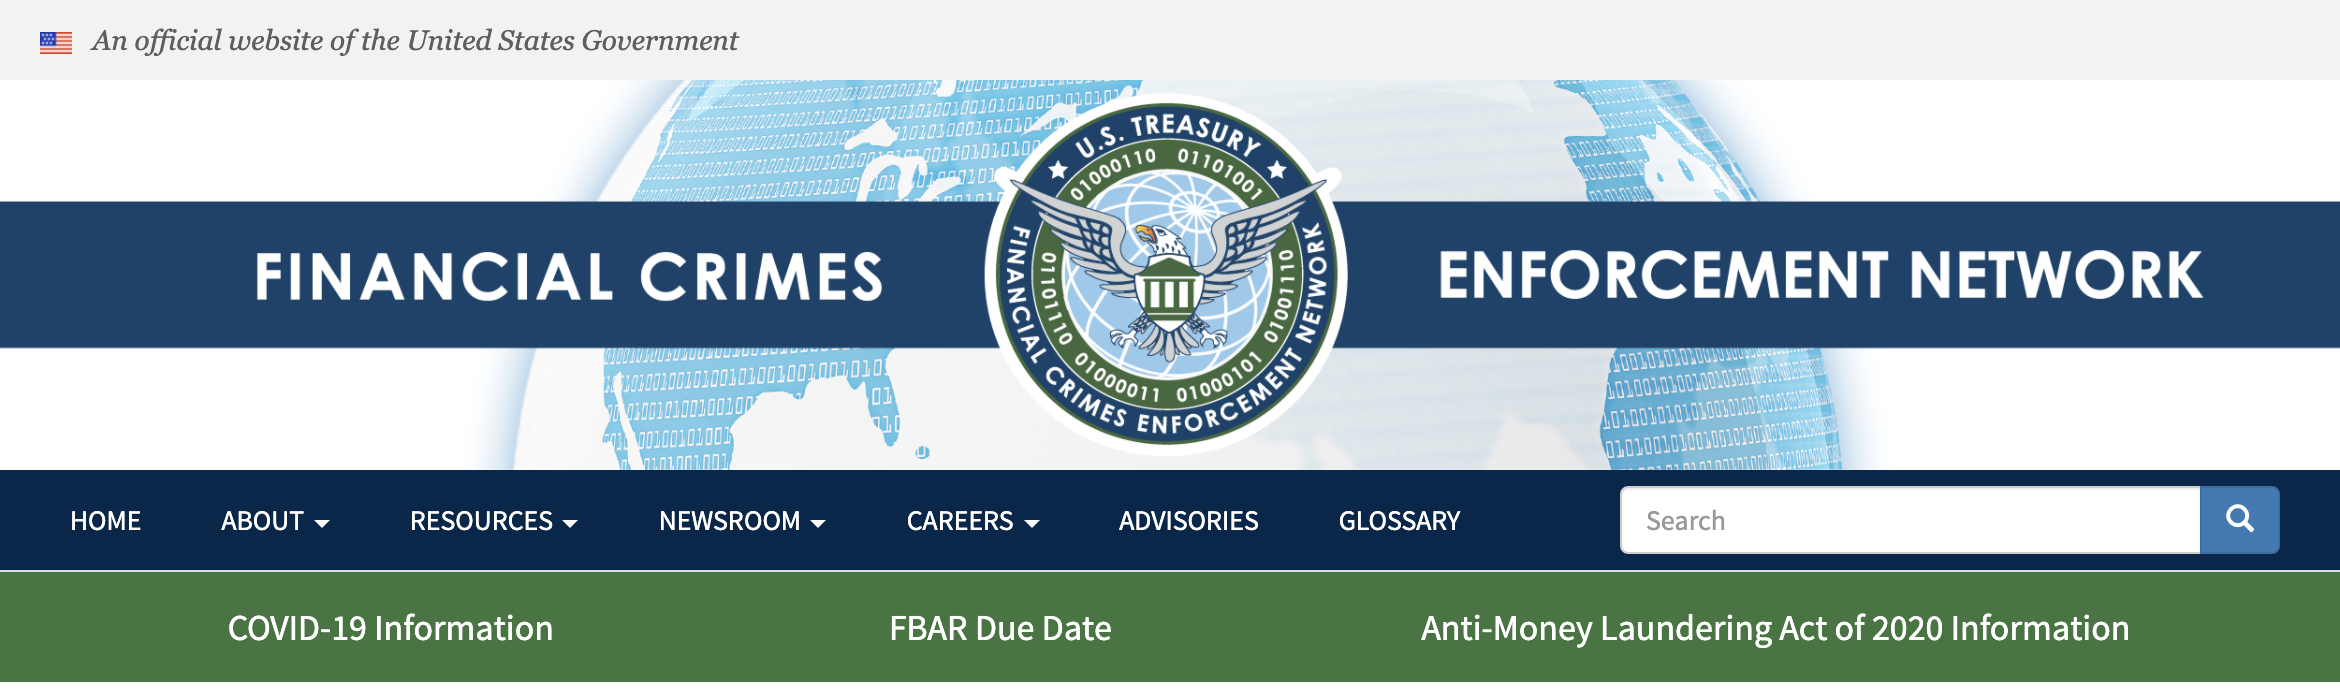 An official website of the United States Government
FINANCIAL CRIMES
ENFORCEMENT NETWORK
U.S. TREASURY
FINANCIAL CRIMES ENFORCEMENT NETWORK
01000110 01101001
01101110 01000011 01000101 01001110
HOME ABOUT RESOURCES NEWSROOM CAREERS ADVISORIES GLOSSARY Search
COVID-19 Information FBAR Due Date Anti-Money Laundering Act of 2020 Information